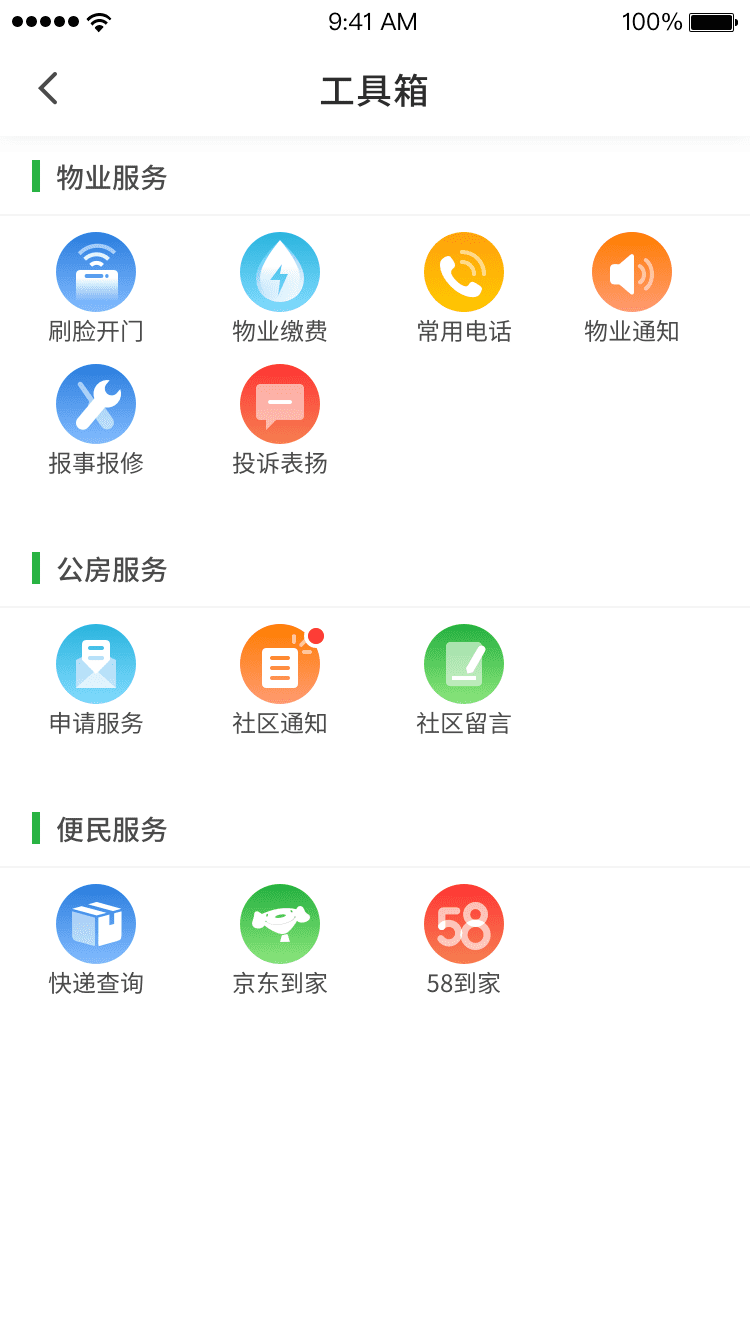 9:41 AM 100%
工具箱
物业服务
刷脸开门 物业缴费 常用电话 物业通知
报事报修 投诉表扬
公房服务
申请服务 社区通知 社区留言
便民服务
58
快递查询 京东到家 58到家